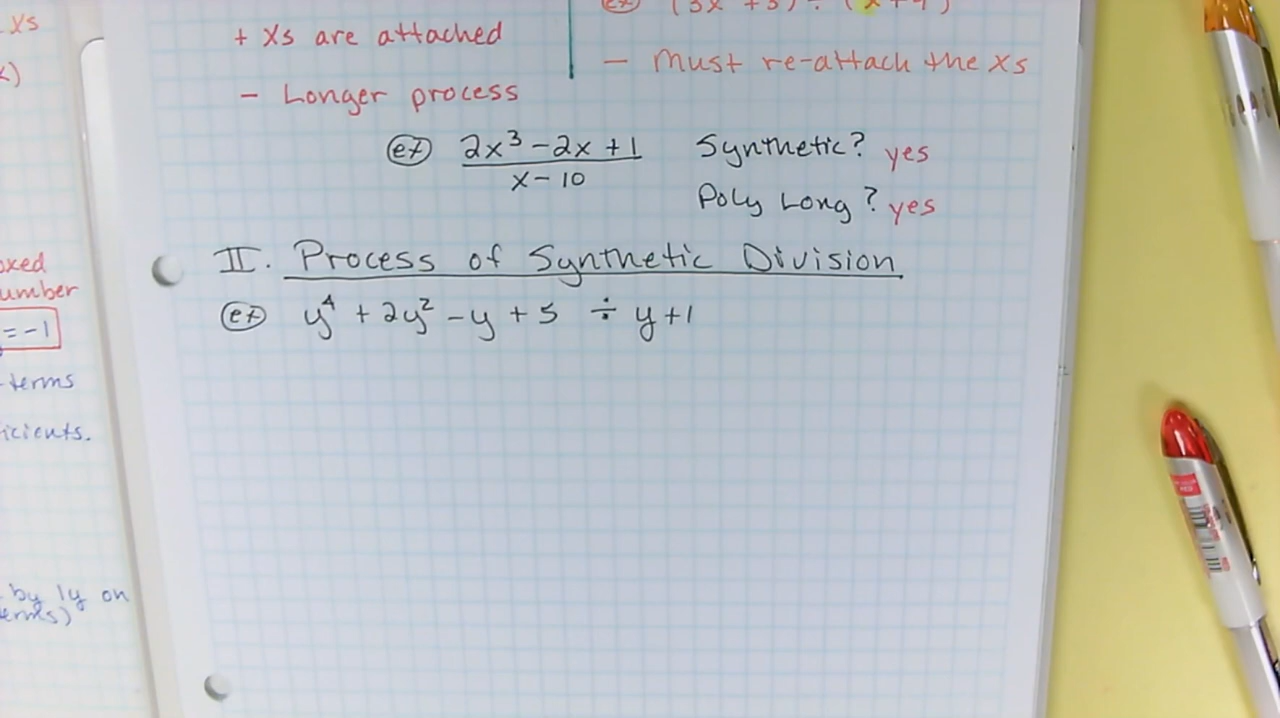 xs
+ Xs are attached
- Longer process
- Must re-attach the xs
ex 2x³ - 2x + 1
x - 10
Synthetic? yes
Poly Long? yes
II. Process of Synthetic Division
ex y⁴ + 2y² - y + 5 ÷ y + 1
umber
= -1
terms
icients.
by 1y on